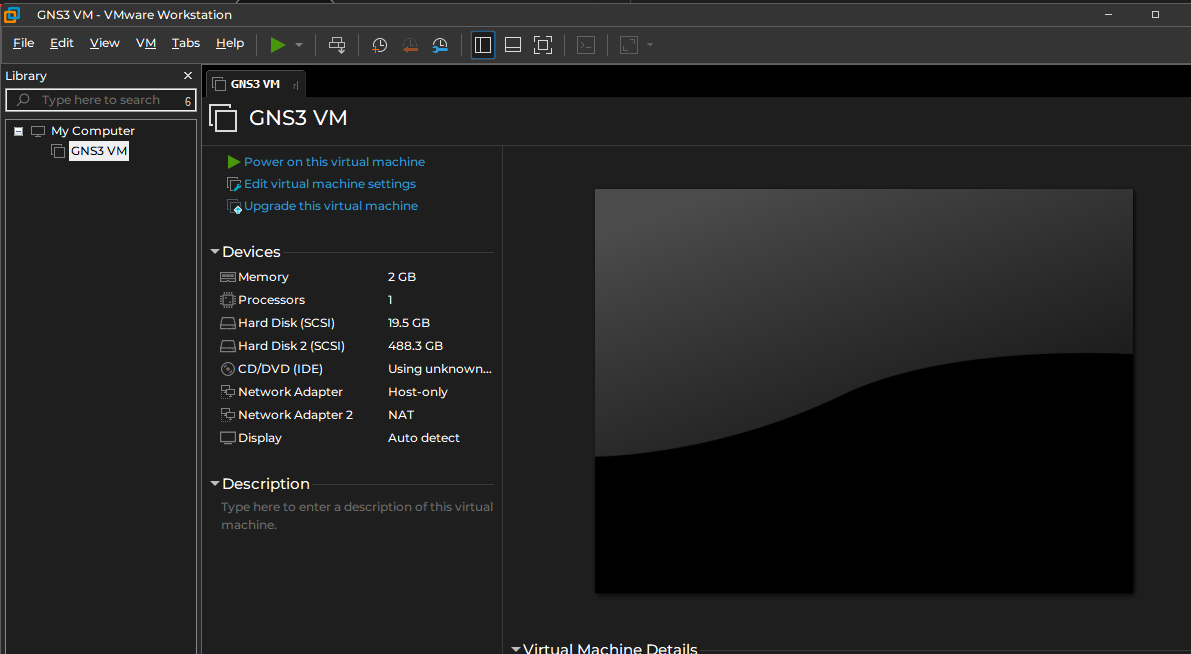 GNS3 VM - VMware Workstation
File Edit View VM Tabs Help
Library
Type here to search
My Computer
GNS3 VM
GNS3 VM
GNS3 VM
Power on this virtual machine
Edit virtual machine settings
Upgrade this virtual machine
Devices
Memory 2 GB
Processors 1
Hard Disk (SCSI) 19.5 GB
Hard Disk 2 (SCSI) 488.3 GB
CD/DVD (IDE) Using unknown...
Network Adapter Host-only
Network Adapter 2 NAT
Display Auto detect
Description
Type here to enter a description of this virtual
machine.
Virtual Machine Details